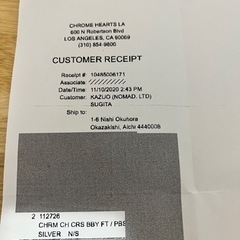 CHROME HEARTS LA
600 N Robertson Blvd
LOS ANGELES, CA 90069
(310) 854-9800
CUSTOMER RECEIPT
Receipt #: 10485006171
Associate:
Date: 11/10/2020 2:43 PM
Customer: KAZUO (NOMAD. LTD)
SUGITA
Ship to:
1-6 Nishi Okunora
Okazakishi, Aichi 4440008
2 112726
CHRM CH CRS BBY FT / PBS
SILVER N/S